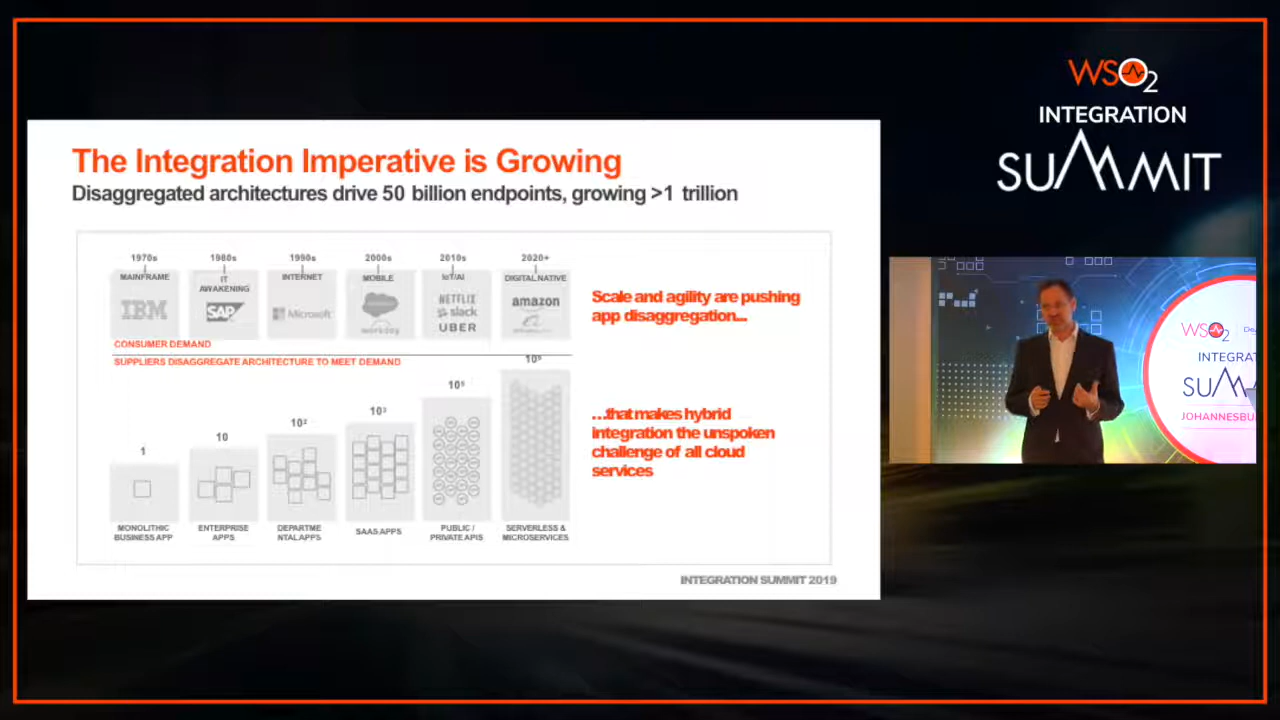 The Integration Imperative is Growing
Disaggregated architectures drive 50 billion endpoints, growing >1 trillion
1970s 1980s 1990s 2000s 2010s 2020+
MAINFRAME
IBM
IT
AWAKENING
SAP
INTERNET
Microsoft
MOBILE
workday
IoT/AI
NETFLIX
slack
UBER
DIGITAL NATIVE
amazon
CONSUMER DEMAND
SUPPLIERS DISAGGREGATE ARCHITECTURE TO MEET DEMAND
1
10
10²
10³
MONOLITHIC
BUSINESS APP
ENTERPRISE
APPS
DEPARTME
NTAL APPS
SAAS APPS
PUBLIC /
PRIVATE APIS
SERVERLESS &
MICROSERVICES
Scale and agility are pushing
app disaggregation...
...that makes hybrid
integration the unspoken
challenge of all cloud
services
INTEGRATION SUMMIT 2019
WSO2
INTEGRATION
SUMMIT
WSO2
INTEGRAT
SUM
JOHANNESBU